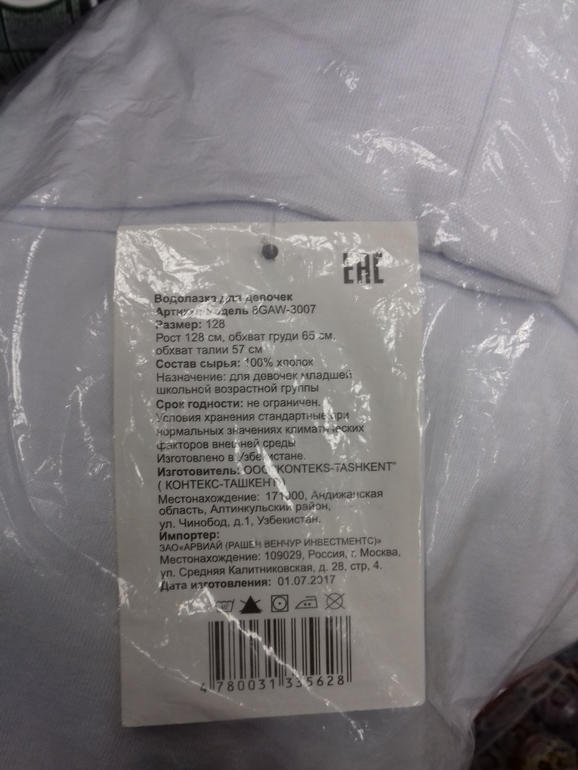 ЕАС
Водолазка для девочек
Артикул модель 8GAW-3007
Размер: 128
Рост 128 см, обхват груди 65 см,
обхват талии 57 см
Состав сырья: 100% хлопок
Назначение: для девочек младшей
школьной возрастной группы
Срок годности: не ограничен.
Условия хранения стандартные при
нормальных значениях климатических
факторов внешней среды
Изготовлено в Узбекистане.
Изготовитель: ООО "KONTEKS-TASHKENT"
( КОНТЕКС-ТАШКЕНТ)
Местонахождение: 171000, Андижанская
область, Алтинкульский район,
ул. Чинобод, д.1, Узбекистан.
Импортер:
ЗАО«АРВИАЙ (РАШЕН ВЕНЧУР ИНВЕСТМЕНТС)»
Местонахождение: 109029, Россия, г. Москва,
ул. Средняя Калитниковская, д. 28, стр, 4.
Дата изготовления: 01.07.2017
4 780031 335628